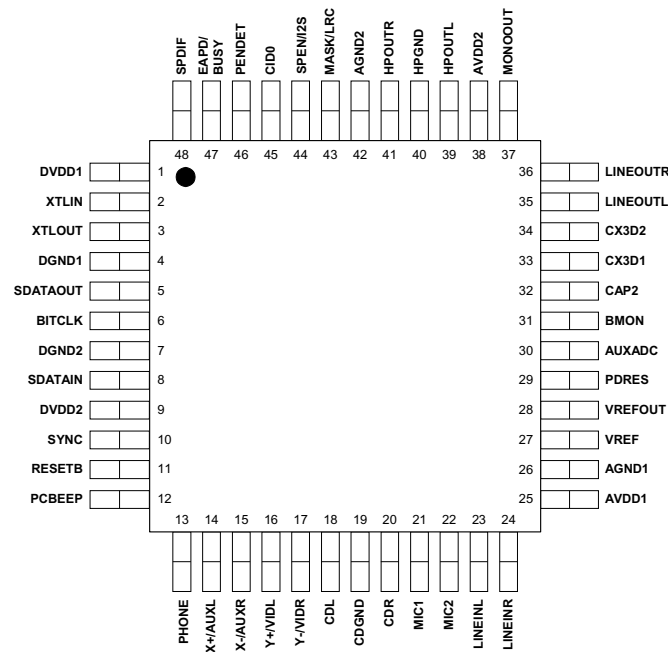 SPDIF
EAPD/
BUSY
PENDET
CID0
SPEN/I2S
MASK/LRC
AGND2
HPOUTR
HPGND
HPOUTL
AVDD2
MONOOUT
48 47 46 45 44 43 42 41 40 39 38 37
DVDD1 1
XTLIN 2
XTLOUT 3
DGND1 4
SDATAOUT 5
BITCLK 6
DGND2 7
SDATAIN 8
DVDD2 9
SYNC 10
RESETB 11
PCBEEP 12
36 LINEOUTR
35 LINEOUTL
34 CX3D2
33 CX3D1
32 CAP2
31 BMON
30 AUXADC
29 PDRES
28 VREFOUT
27 VREF
26 AGND1
25 AVDD1
13 14 15 16 17 18 19 20 21 22 23 24
PHONE
X+/AUXL
X-/AUXR
Y+/VIDL
Y-/VIDR
CDL
CDGND
CDR
MIC1
MIC2
LINEINL
LINEINR